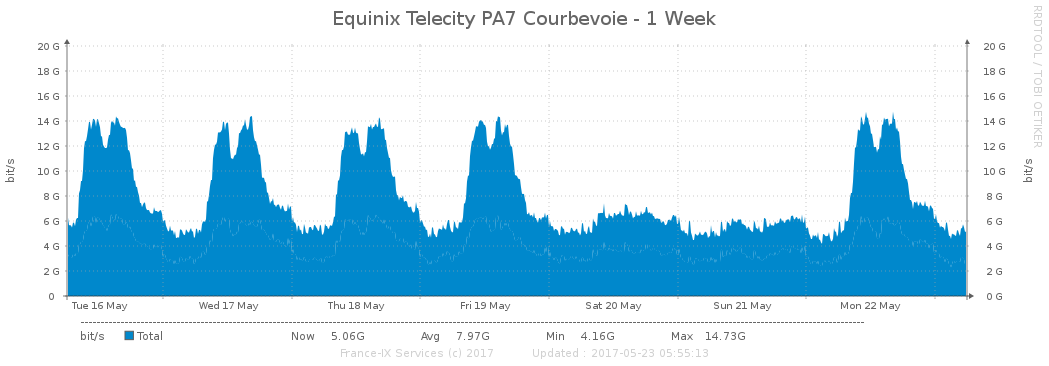 Equinix Telecity PA7 Courbevoie - 1 Week
RRDTOOL / TOBI OETIKER
20 G 20 G
18 G 18 G
16 G 16 G
14 G 14 G
12 G 12 G
10 G 10 G
8 G 8 G
6 G 6 G
4 G 4 G
2 G 2 G
0 0 G
bit/s
bit/s
Tue 16 May Wed 17 May Thu 18 May Fri 19 May Sat 20 May Sun 21 May Mon 22 May
bit/s Total Now 5.06G Avg 7.97G Min 4.16G Max 14.73G
France-IX Services (c) 2017 Updated : 2017-05-23 05:55:13